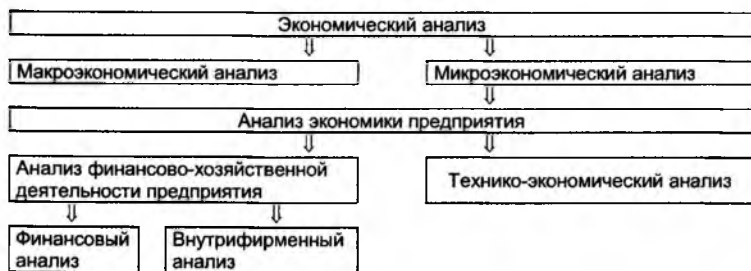 Экономический анализ
Макроэкономический анализ
Микроэкономический анализ
Анализ экономики предприятия
Анализ финансово-хозяйственной
деятельности предприятия
Технико-экономический анализ
Финансовый
анализ
Внутрифирменный
анализ